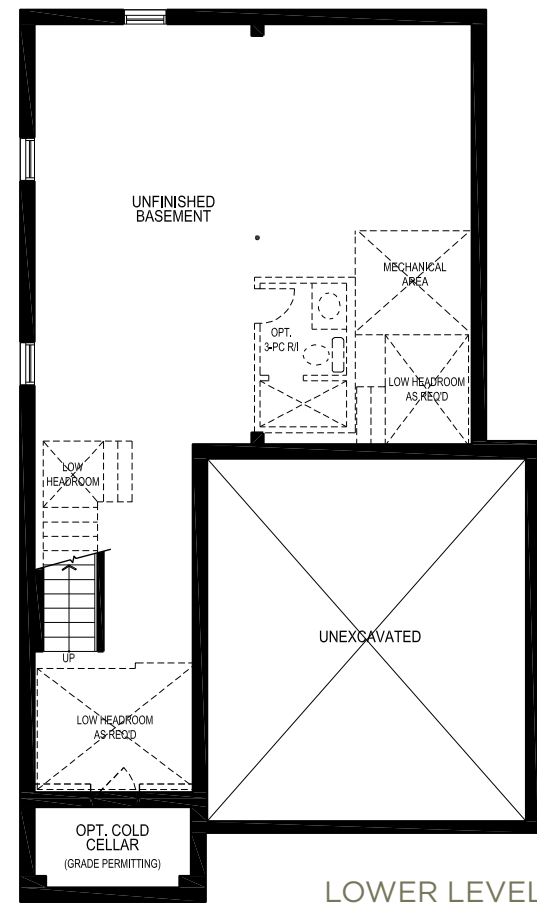 UNFINISHED
BASEMENT
MECHANICAL
AREA
OPT.
3-PC R/I
LOW HEADROOM
AS REQ'D
LOW
HEADROOM
UNEXCAVATED
UP
LOW HEADROOM
AS REQ'D
OPT. COLD
CELLAR
(GRADE PERMITTING)
LOWER LEVEL